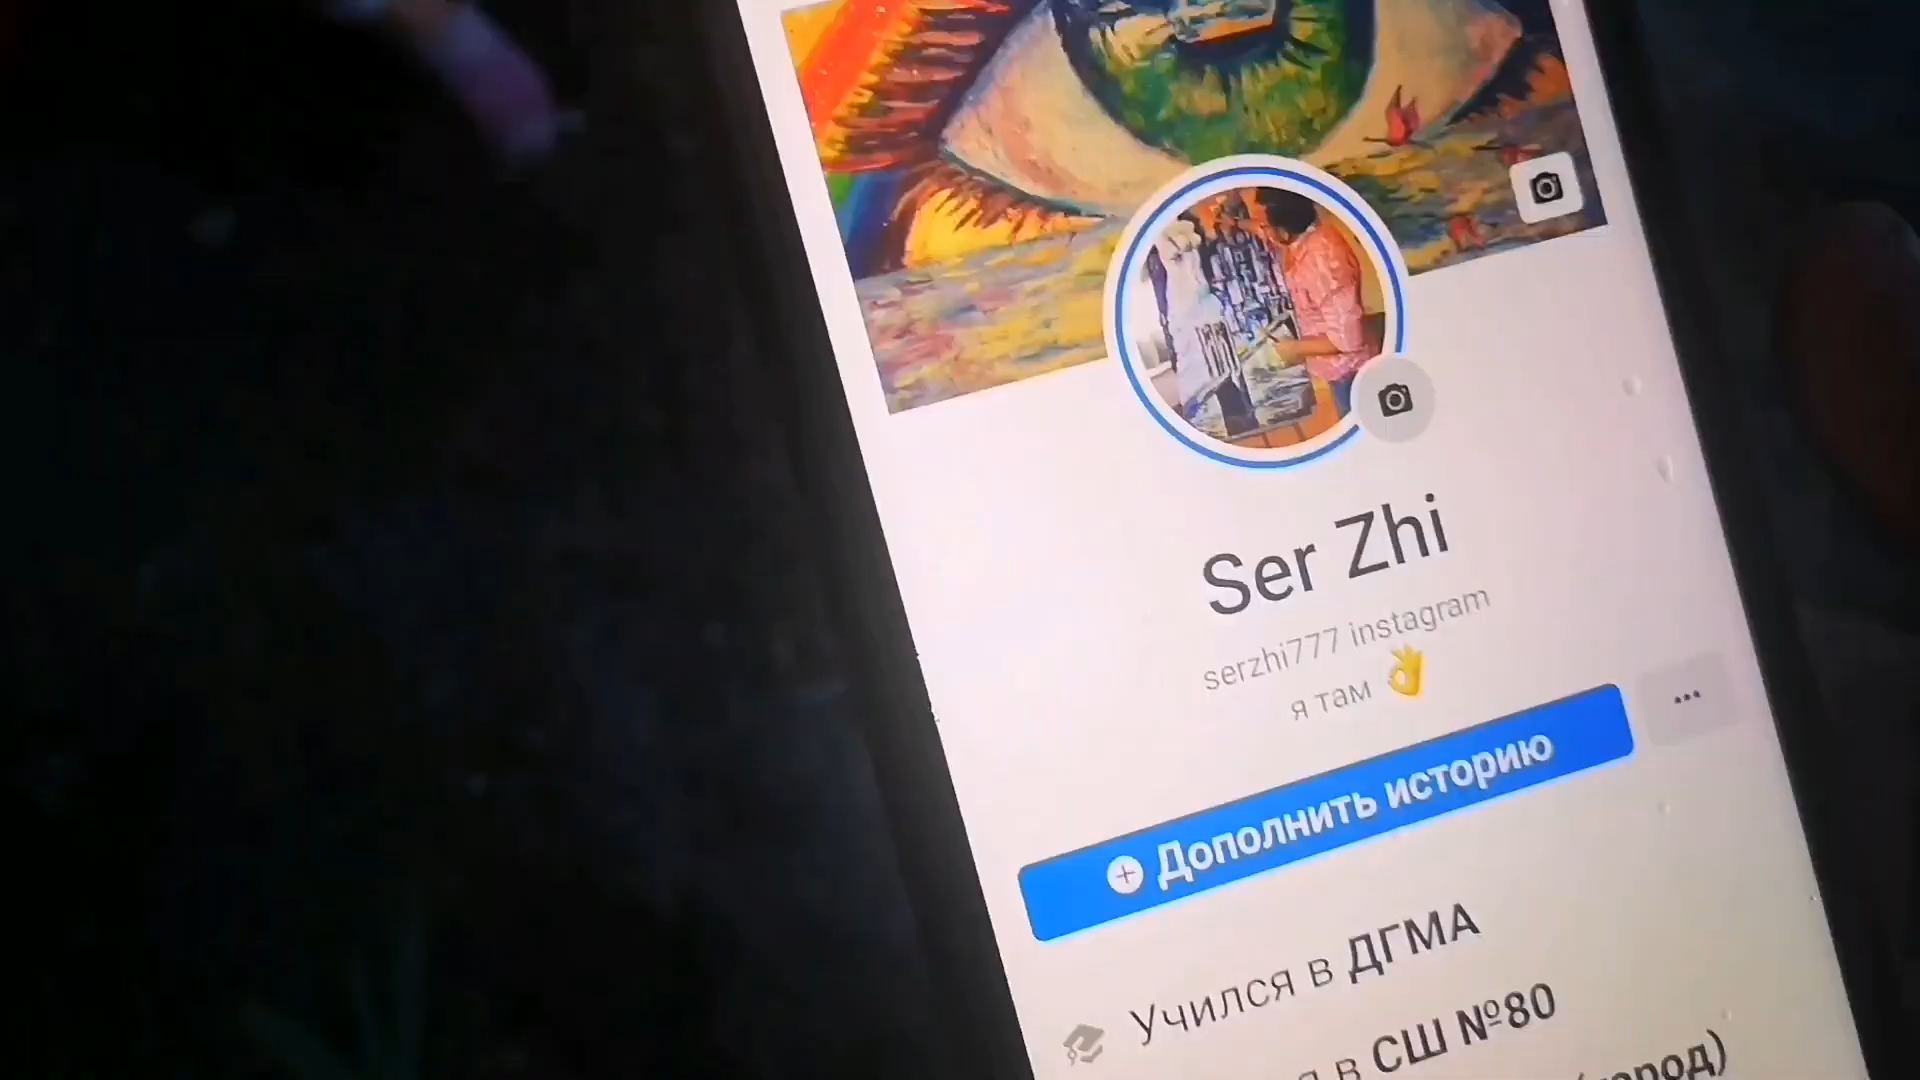 Ser Zhi
serzhi777 instagram
я там 👌
Дополнить историю
...
Учился в ДГМА
в СШ №80